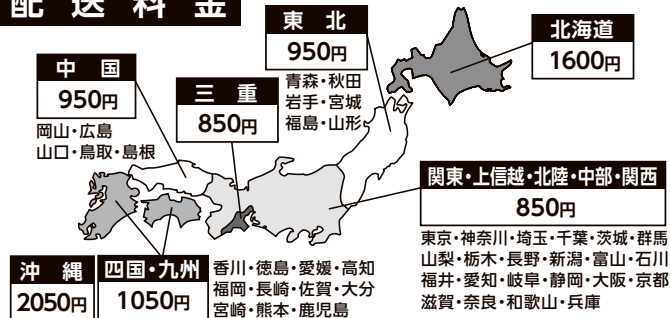 配送料金
東北
950円
青森・秋田
岩手・宮城
福島・山形
北海道
1600円
中国
950円
岡山・広島
山口・鳥取・島根
三重
850円
関東・上信越・北陸・中部・関西
850円
東京・神奈川・埼玉・千葉・茨城・群馬
山梨・栃木・長野・新潟・富山・石川
福井・愛知・岐阜・静岡・大阪・京都
滋賀・奈良・和歌山・兵庫
沖縄
2050円
四国・九州
1050円
香川・徳島・愛媛・高知
福岡・長崎・佐賀・大分
宮崎・熊本・鹿児島